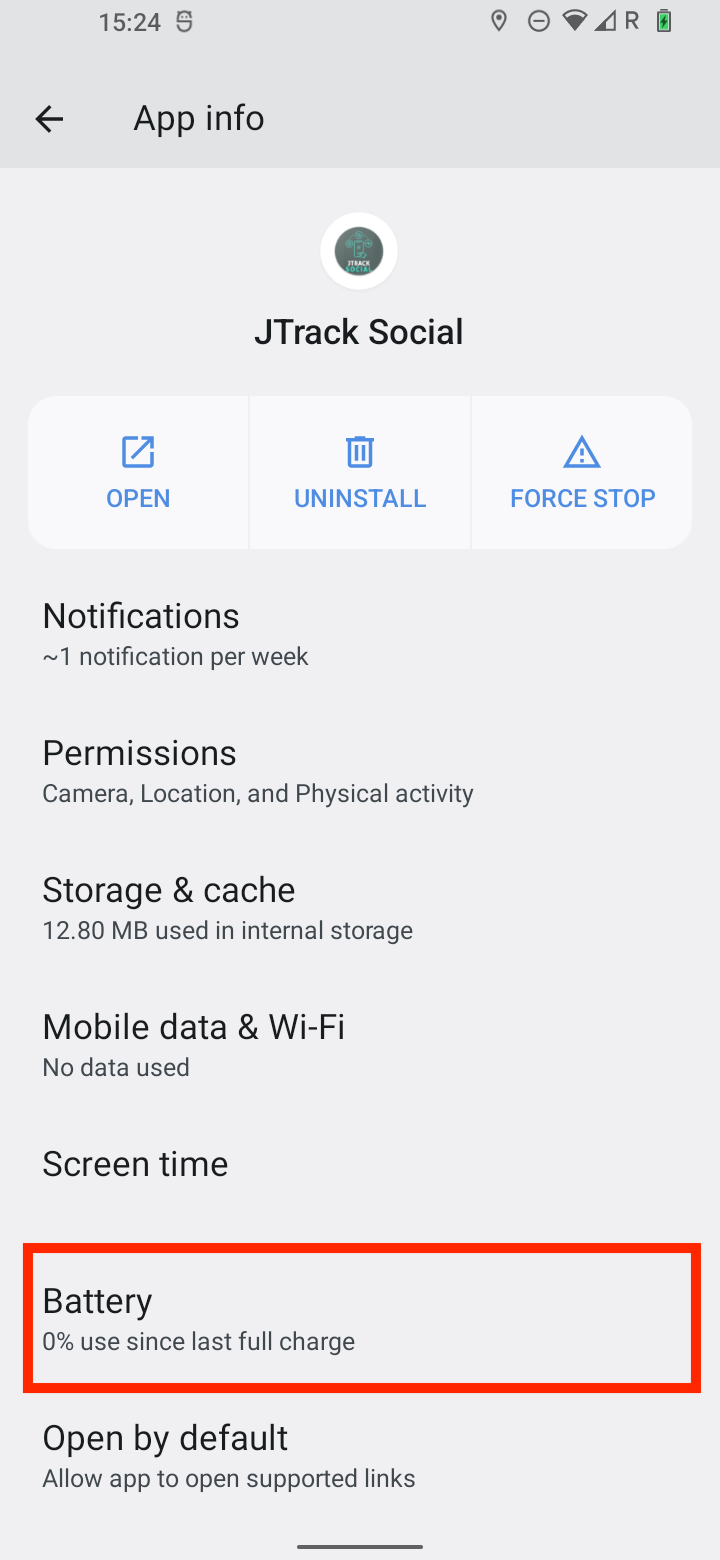 15:24 R
App info
JTRACK
SOCIAL
JTrack Social
OPEN UNINSTALL FORCE STOP
Notifications
~1 notification per week
Permissions
Camera, Location, and Physical activity
Storage & cache
12.80 MB used in internal storage
Mobile data & Wi-Fi
No data used
Screen time
Battery
0% use since last full charge
Open by default
Allow app to open supported links